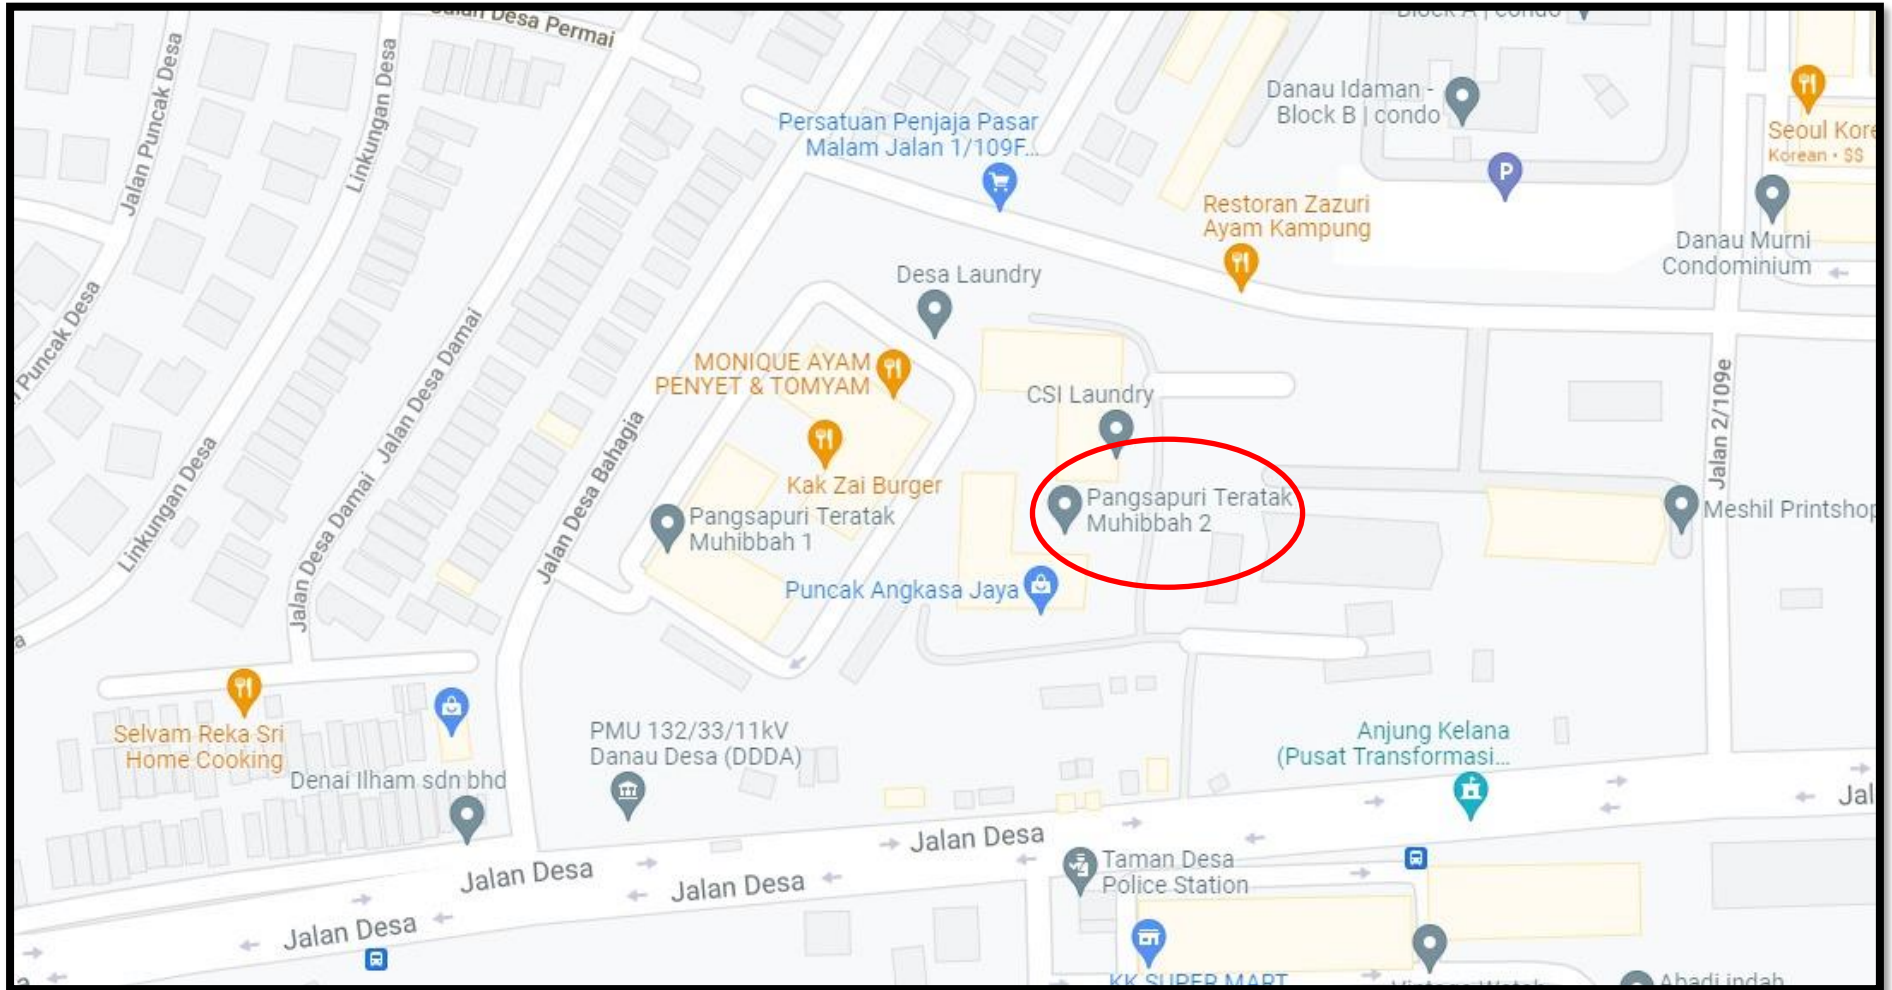 Jalan Desa Permai
Jalan Puncak Desa
Linkungan Desa
Persatuan Penjaja Pasar
Malam Jalan 1/109F...
Block A | condo
Danau Idaman -
Block B | condo
P
Seoul Kore
Korean · $$
Restoran Zazuri
Ayam Kampung
Danau Murni
Condominium
Desa Laundry
Puncak Desa
Jalan Desa Damai
MONIQUE AYAM
PENYET & TOMYAM
CSI Laundry
Jalan 2/109e
Jalan Desa Bahagia
Kak Zai Burger
Linkungan Desa
Jalan Desa Damai
Pangsapuri Teratak
Muhibbah 1
Pangsapuri Teratak
Muhibbah 2
Meshil Printshop
Puncak Angkasa Jaya
Jalan Desa Damai
a
Selvam Reka Sri
Home Cooking
PMU 132/33/11kV
Danau Desa (DDDA)
Anjung Kelana
(Pusat Transformasi...
Denai Ilham sdn bhd
Jal
Jalan Desa
Jalan Desa
Jalan Desa
Jalan Desa
Taman Desa
Police Station
KK SUPER MART
Abadi indah